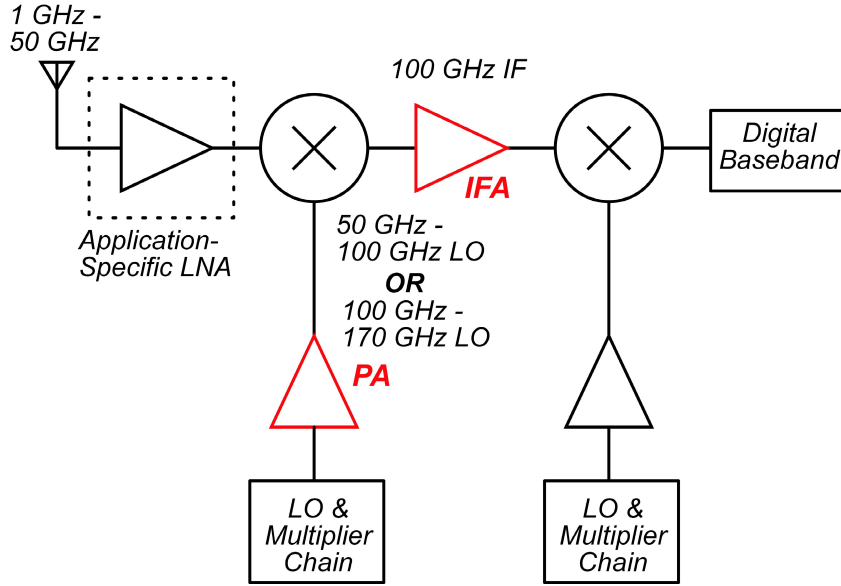 1 GHz -
50 GHz
100 GHz IF
Digital
Baseband
IFA
Application-
Specific LNA
50 GHz -
100 GHz LO
OR
100 GHz -
170 GHz LO
PA
LO &
Multiplier
Chain
LO &
Multiplier
Chain